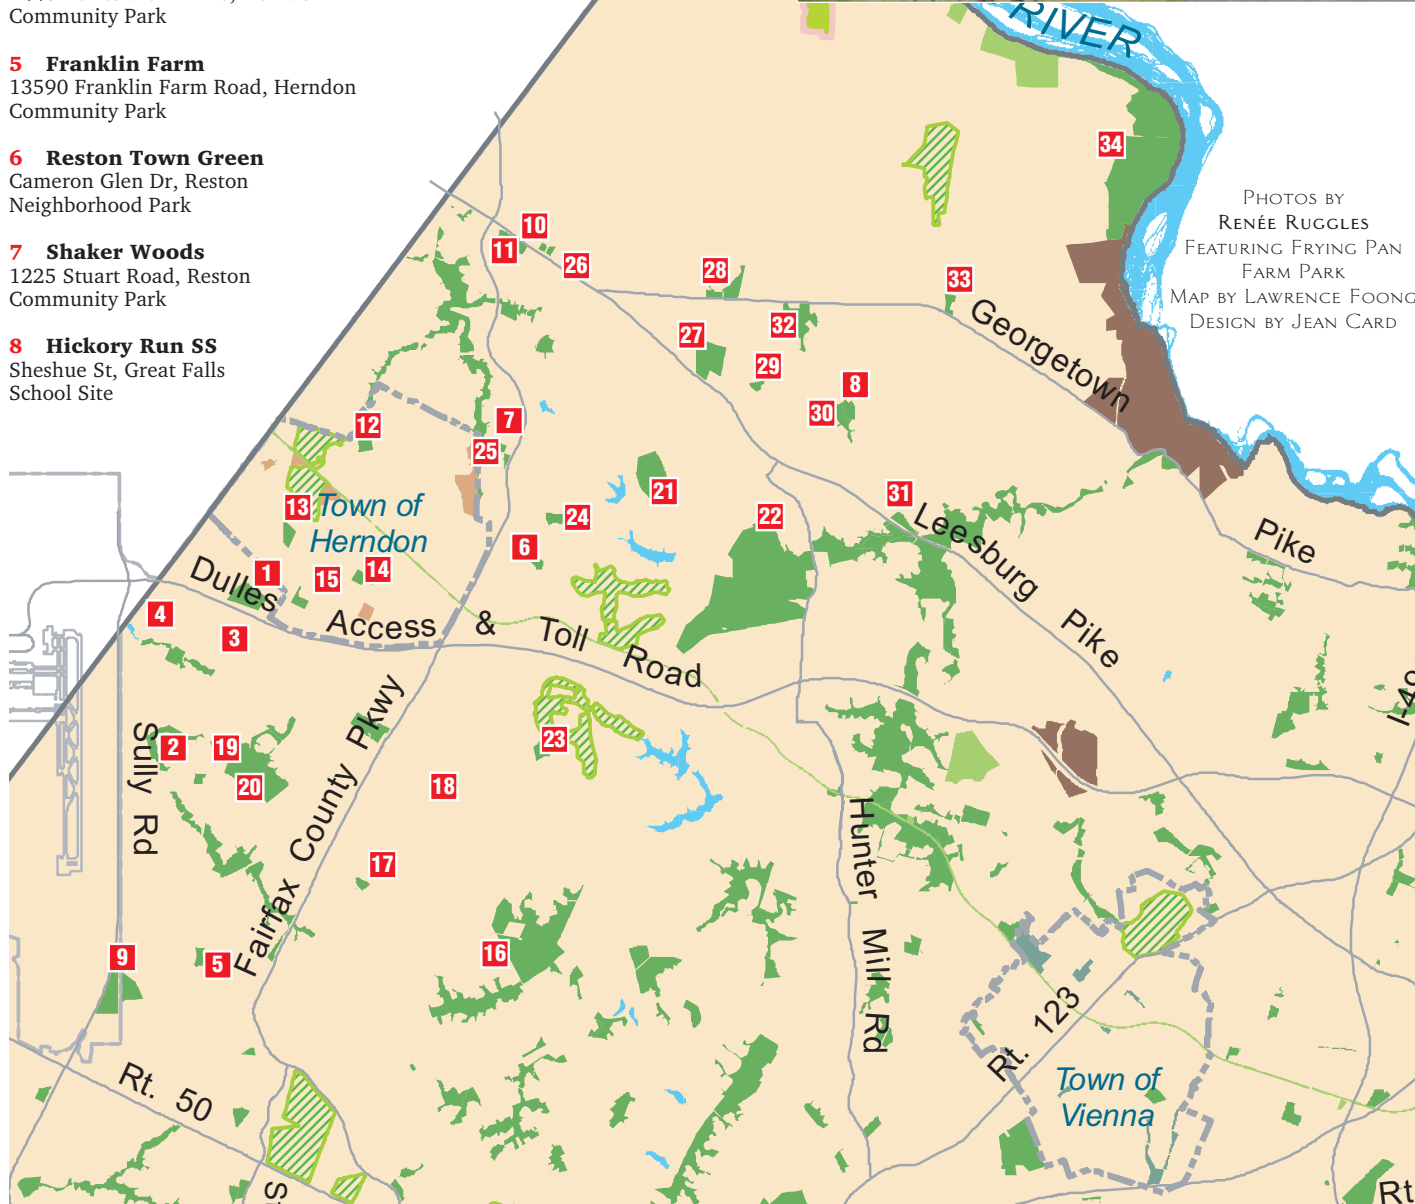 Community Park
5 Franklin Farm
13590 Franklin Farm Road, Herndon
Community Park
6 Reston Town Green
Cameron Glen Dr, Reston
Neighborhood Park
7 Shaker Woods
1225 Stuart Road, Reston
Community Park
8 Hickory Run SS
Sheshue St, Great Falls
School Site
RIVER
34
PHOTOS BY
RENÉE RUGGLES
FEATURING FRYING PAN
FARM PARK
MAP BY LAWRENCE FOONG
DESIGN BY JEAN CARD
10
11
26
28
33
27
32
29
8
30
Georgetown
Pike
12
7
25
13
Town of
Herndon
21
24
6
22
31
Leesburg Pike
1
15
14
4
3
Dulles Access & Toll Road
Sully Rd
2
19
20
Fairfax County Pkwy
18
23
17
16
9
5
Hunter Mill Rd
I-49
Rt. 123
Town of
Vienna
Rt. 50
S
Rt